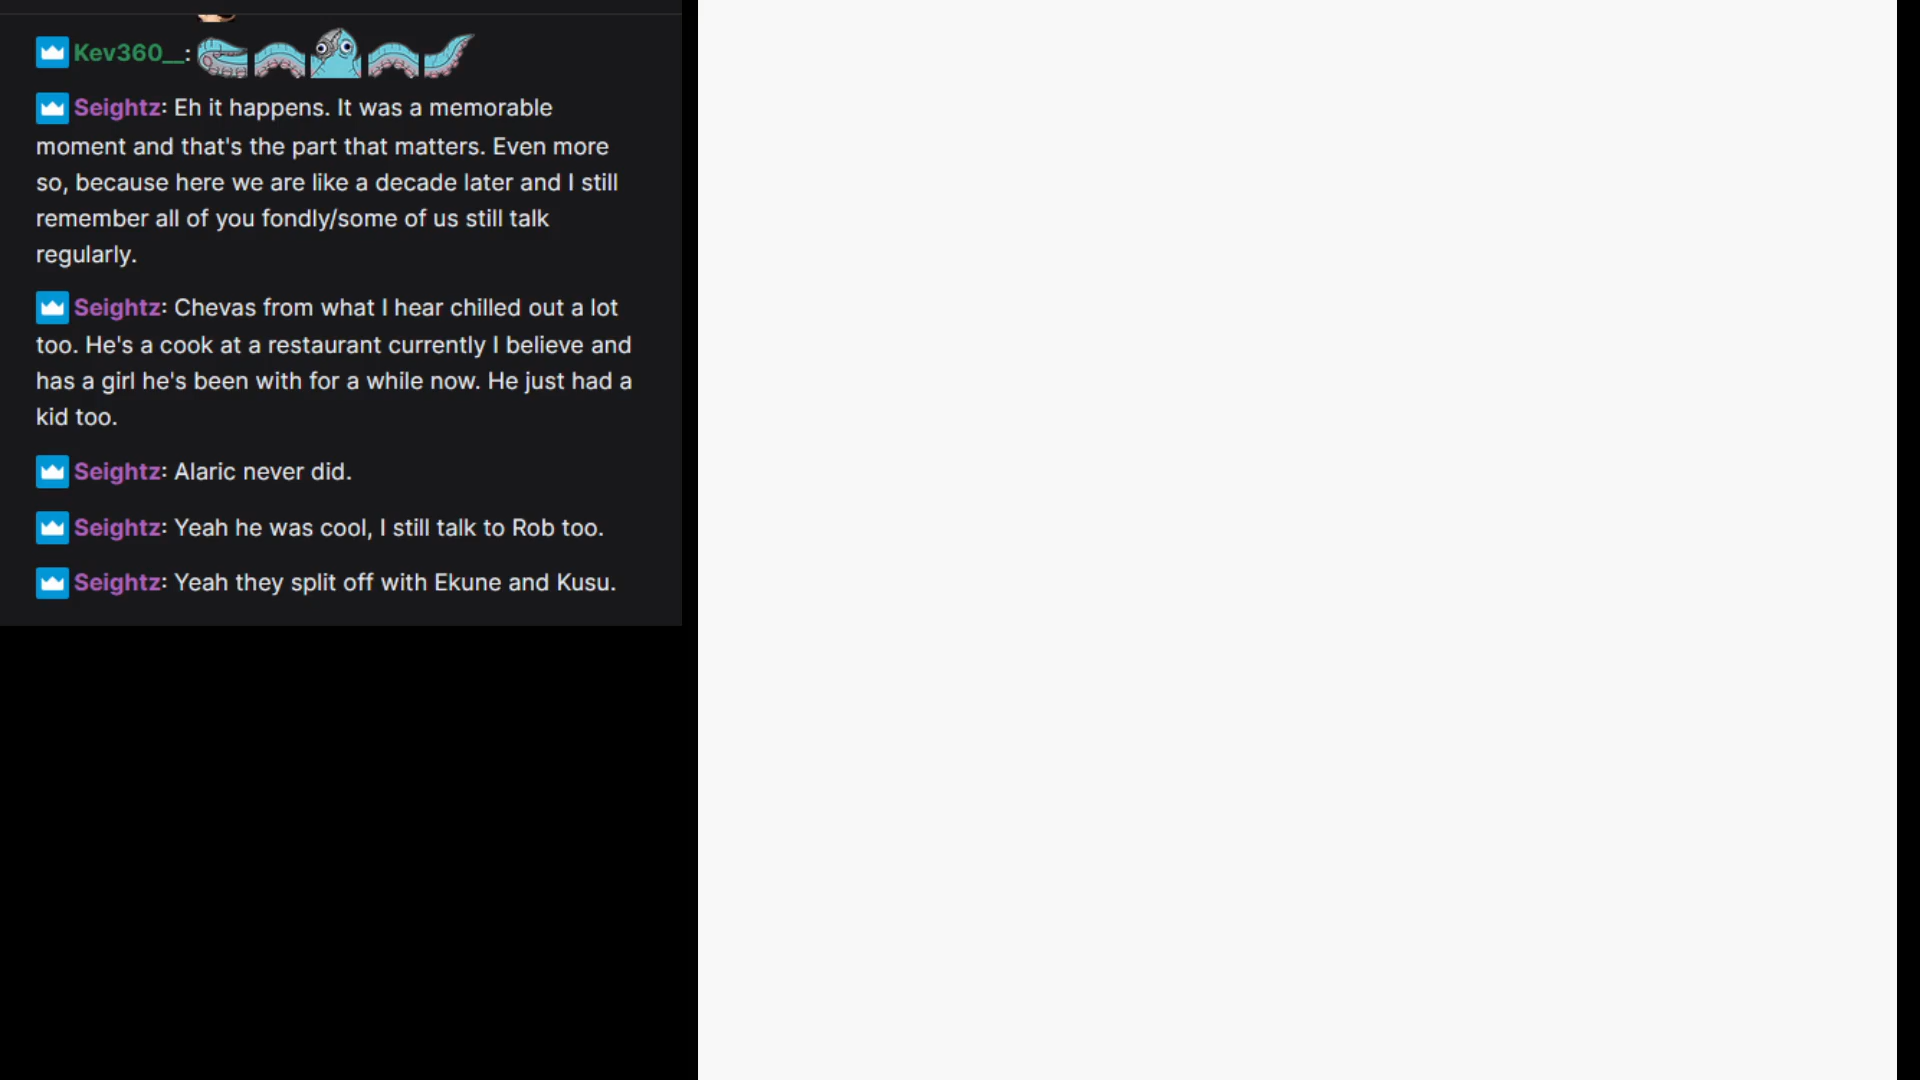 Kev360__:
Seightz: Eh it happens. It was a memorable
moment and that's the part that matters. Even more
so, because here we are like a decade later and I still
remember all of you fondly/some of us still talk
regularly.
Seightz: Chevas from what I hear chilled out a lot
too. He's a cook at a restaurant currently I believe and
has a girl he's been with for a while now. He just had a
kid too.
Seightz: Alaric never did.
Seightz: Yeah he was cool, I still talk to Rob too.
Seightz: Yeah they split off with Ekune and Kusu.